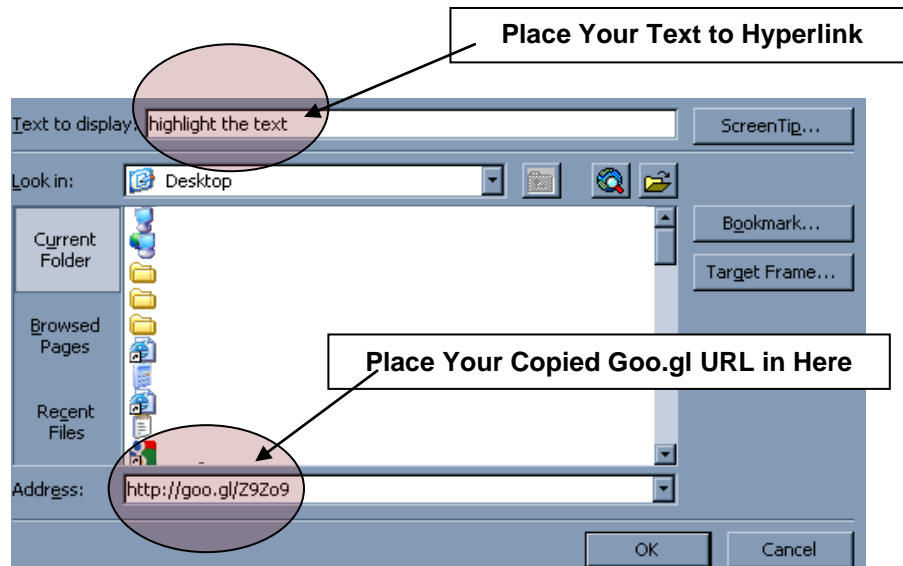 Place Your Text to Hyperlink
Text to display: highlight the text
ScreenTip...
Look in: Desktop
Current
Folder
Bookmark...
Target Frame...
Browsed
Pages
Place Your Copied Goo.gl URL in Here
Recent
Files
Address: http://goo.gl/Z9Zo9
OK
Cancel